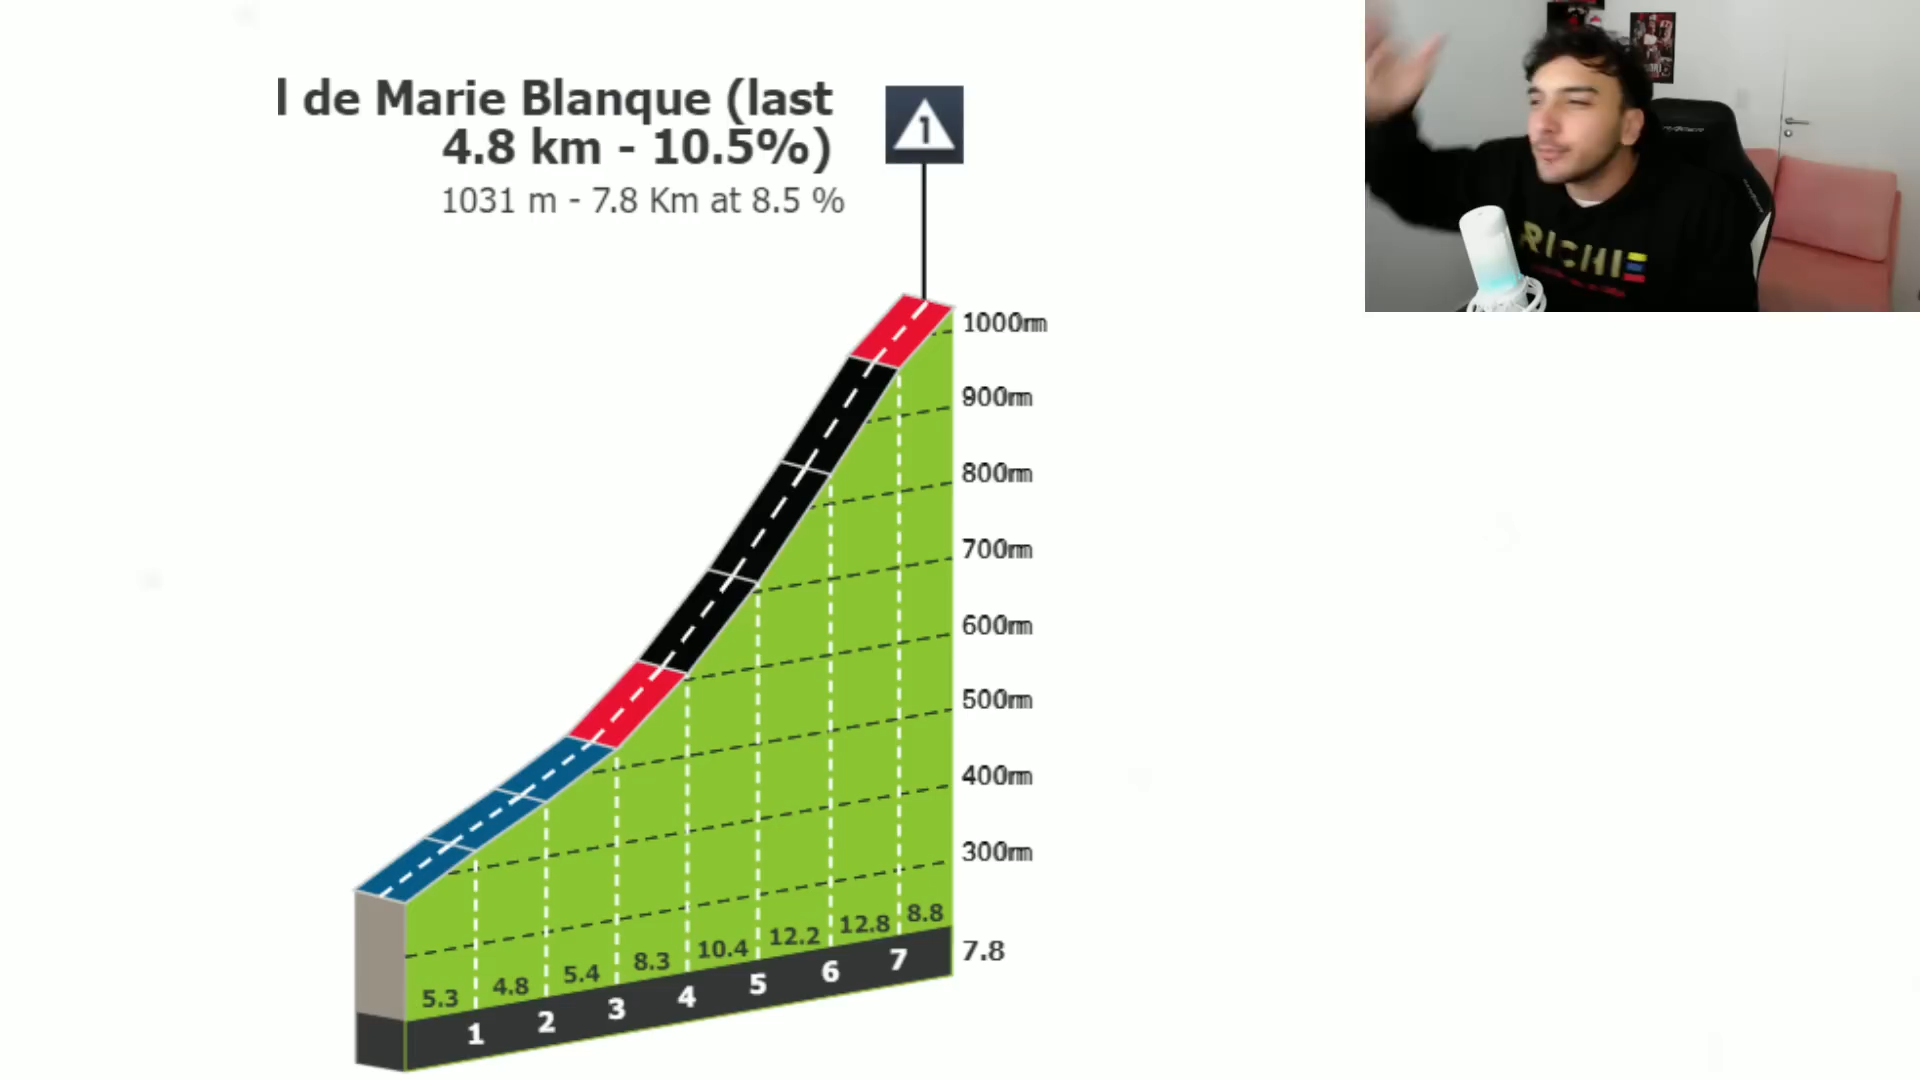 l de Marie Blanque (last
4.8 km - 10.5%)
1031 m - 7.8 Km at 8.5 %
1
1000m
900m
800m
700m
600m
500m
400m
300m
5.3 4.8 5.4 8.3 10.4 12.2 12.8 8.8
1 2 3 4 5 6 7 7.8
RICHIE